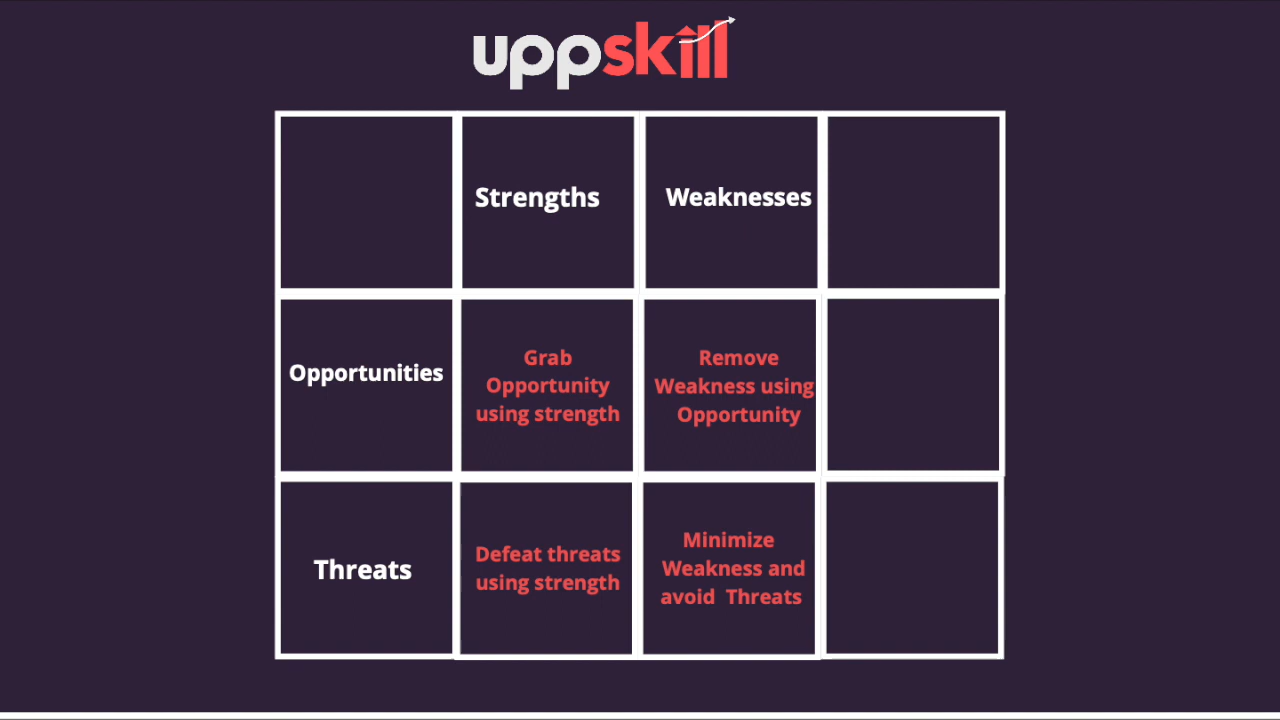 uppskill
Strengths
Weaknesses
Opportunities
Grab
Opportunity
using strength
Remove
Weakness using
Opportunity
Threats
Defeat threats
using strength
Minimize
Weakness and
avoid Threats